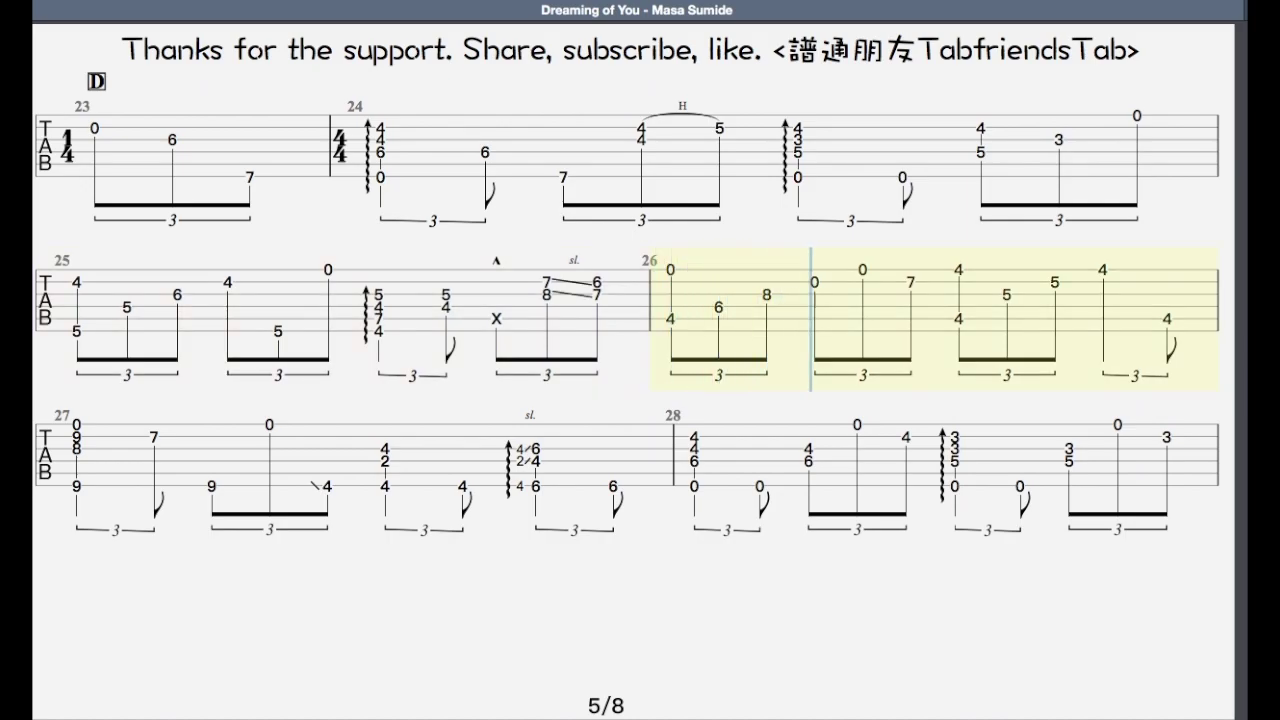 Dreaming of You - Masa Sumide
Thanks for the support. Share, subscribe, like. <譜通朋友TabfriendsTab>
D
23 24
H
T A B 1 4 0 6 7 4 4 4 4 6 0 6 7 4 4 5 4 3 5 0 0 4 5 3 0
3 3 3 3 3
25 sl. 26
T A B 4 5 5 6 4 5 0 5 4 7 4 5 4 X 7 8 6 7 0 4 6 8 0 0 7 4 4 5 5 4 4
3 3 3 3 3 3 3 3
27 sl. 28
T A B 0 9 8 9 7 9 0 4 4 2 4 4 4 2 4 6 4 6 6 4 4 6 0 0 4 6 0 4 3 3 5 0 0 3 5 0 3
3 3 3 3 3 3 3 3
5/8